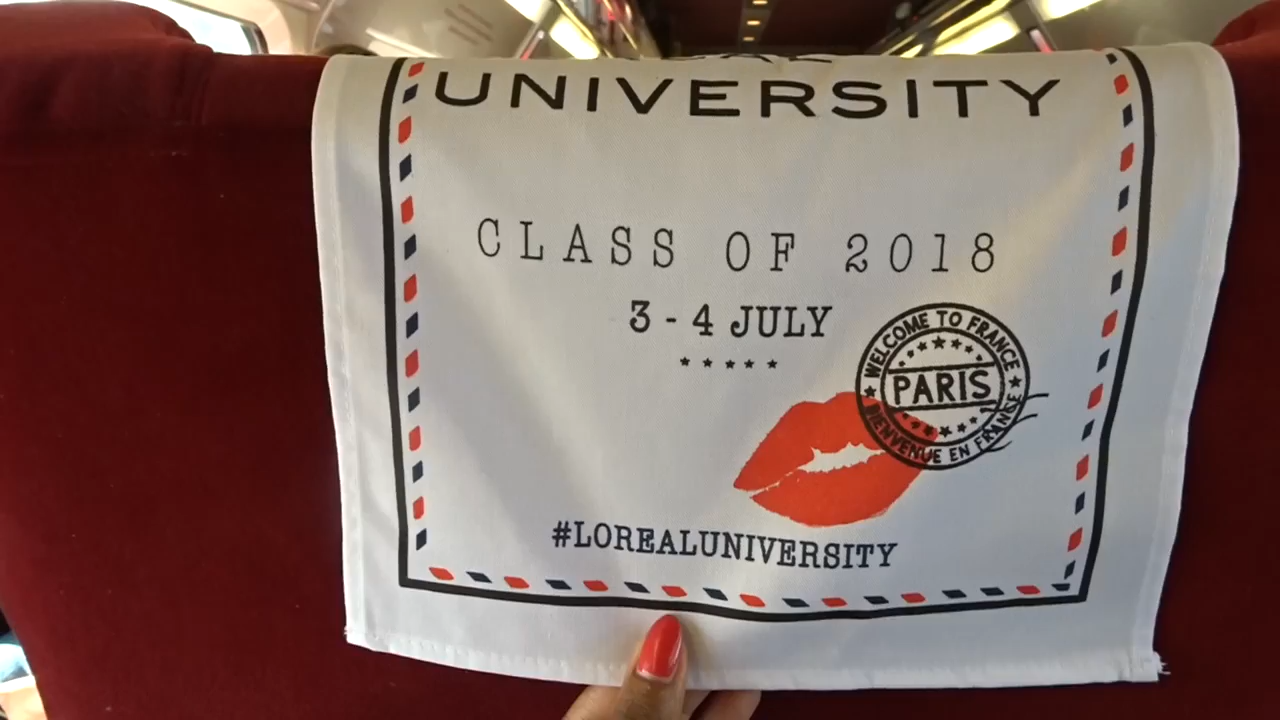 UNIVERSITY
CLASS OF 2018
3 - 4 JULY
WELCOME TO FRANCE
PARIS
BIENVENUE EN FRANCE
#LOREALUNIVERSITY